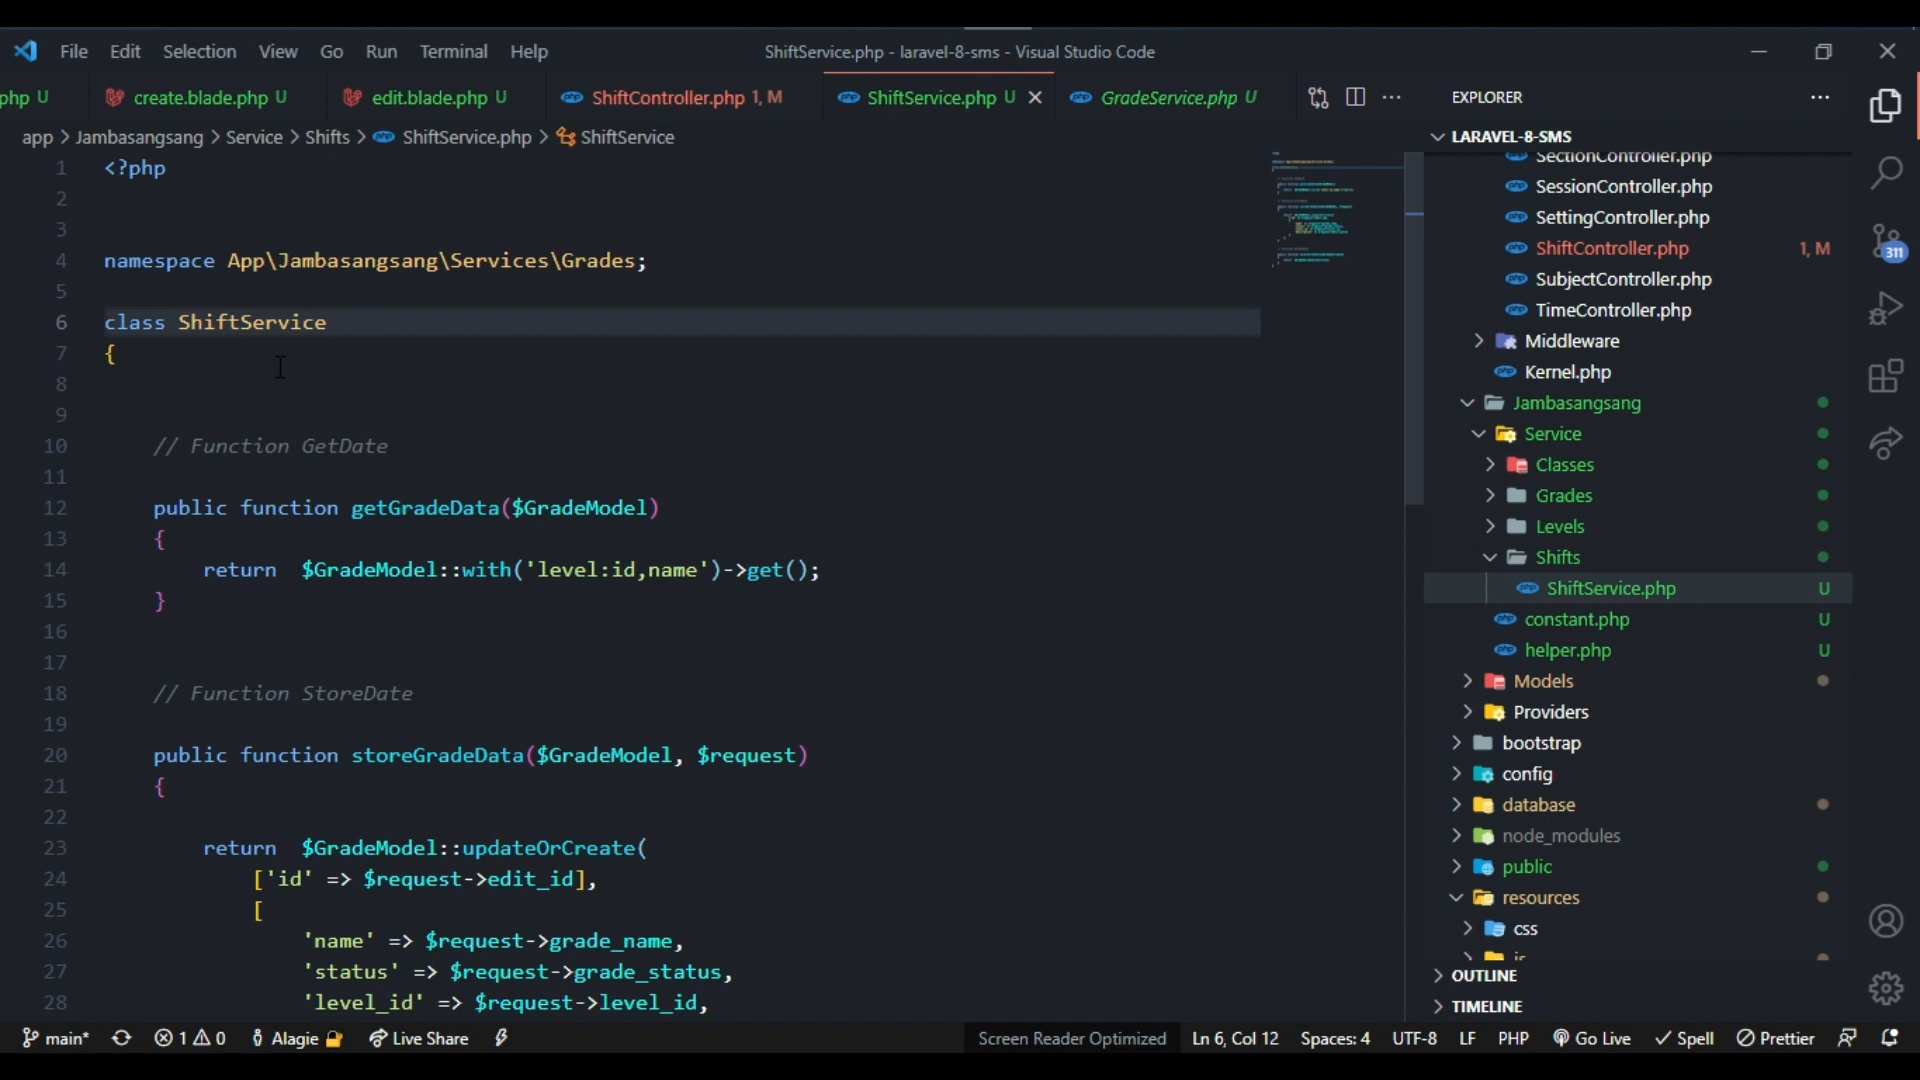 File Edit Selection View Go Run Terminal Help
ShiftService.php - laravel-8-sms - Visual Studio Code
php U
create.blade.php U
edit.blade.php U
ShiftController.php 1, M
ShiftService.php U
GradeService.php U
app > Jambasangsang > Service > Shifts > ShiftService.php > ShiftService
1 <?php
2
3
4 namespace App\Jambasangsang\Services\Grades;
5
6 class ShiftService
7 {
8
9
10 // Function GetDate
11
12 public function getGradeData($GradeModel)
13 {
14 return $GradeModel::with('level:id,name')->get();
15 }
16
17
18 // Function StoreDate
19
20 public function storeGradeData($GradeModel, $request)
21 {
22
23 return $GradeModel::updateOrCreate(
24 ['id' => $request->edit_id],
25 [
26 'name' => $request->grade_name,
27 'status' => $request->grade_status,
28 'level_id' => $request->level_id,
EXPLORER
LARAVEL-8-SMS
SectionController.php
SessionController.php
SettingController.php
ShiftController.php 1, M
SubjectController.php
TimeController.php
Middleware
Kernel.php
Jambasangsang
Service
Classes
Grades
Levels
Shifts
ShiftService.php U
constant.php U
helper.php U
Models
Providers
bootstrap
config
database
node_modules
public
resources
css
OUTLINE
TIMELINE
311
main* 1 0 Alagie Live Share
Screen Reader Optimized Ln 6, Col 12 Spaces: 4 UTF-8 LF PHP Go Live Spell Prettier